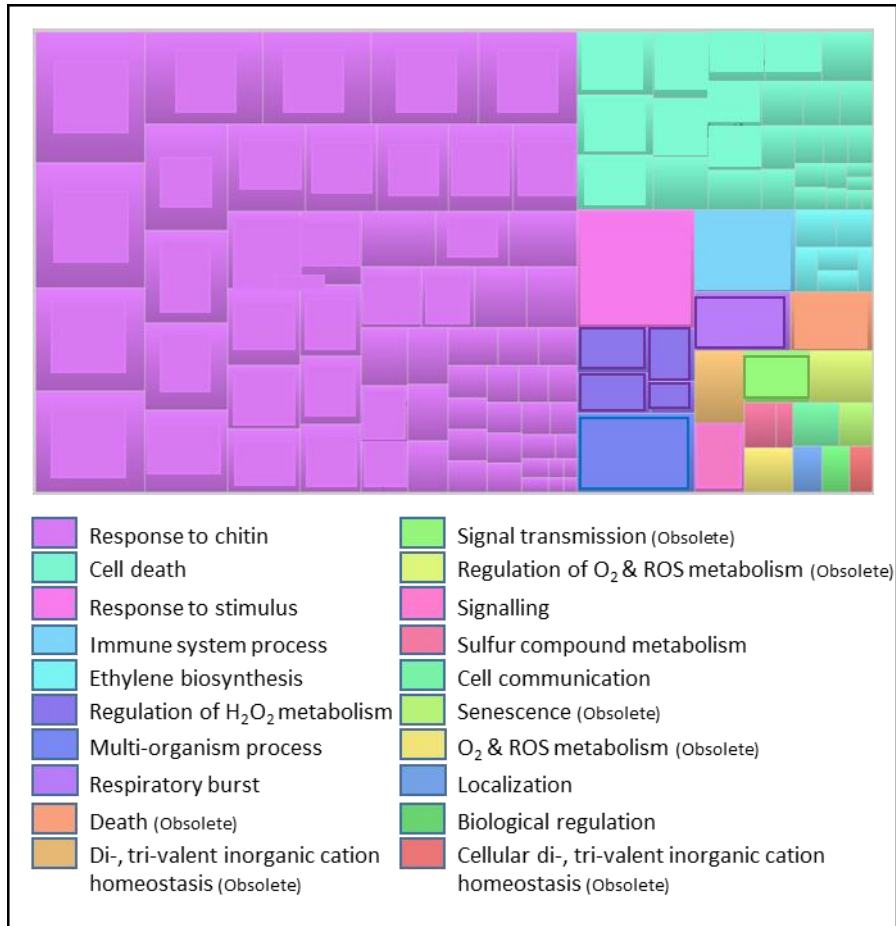 Response to chitin
Cell death
Response to stimulus
Immune system process
Ethylene biosynthesis
Regulation of H₂O₂ metabolism
Multi-organism process
Respiratory burst
Death (Obsolete)
Di-, tri-valent inorganic cation
homeostasis (Obsolete)
Signal transmission (Obsolete)
Regulation of O₂ & ROS metabolism (Obsolete)
Signalling
Sulfur compound metabolism
Cell communication
Senescence (Obsolete)
O₂ & ROS metabolism (Obsolete)
Localization
Biological regulation
Cellular di-, tri-valent inorganic cation
homeostasis (Obsolete)